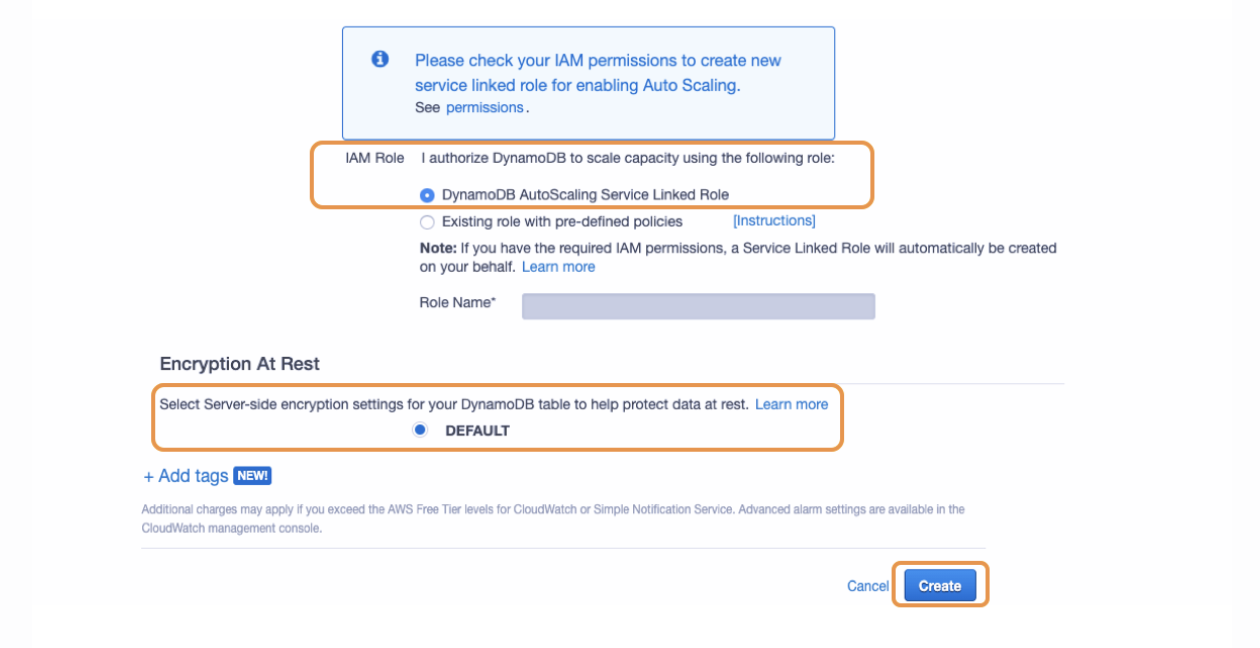 Please check your IAM permissions to create new
service linked role for enabling Auto Scaling.
See permissions.
IAM Role I authorize DynamoDB to scale capacity using the following role:
DynamoDB AutoScaling Service Linked Role
Existing role with pre-defined policies [Instructions]
Note: If you have the required IAM permissions, a Service Linked Role will automatically be created
on your behalf. Learn more
Role Name*
Encryption At Rest
Select Server-side encryption settings for your DynamoDB table to help protect data at rest. Learn more
DEFAULT
+ Add tags NEW!
Additional charges may apply if you exceed the AWS Free Tier levels for CloudWatch or Simple Notification Service. Advanced alarm settings are available in the
CloudWatch management console.
Cancel Create